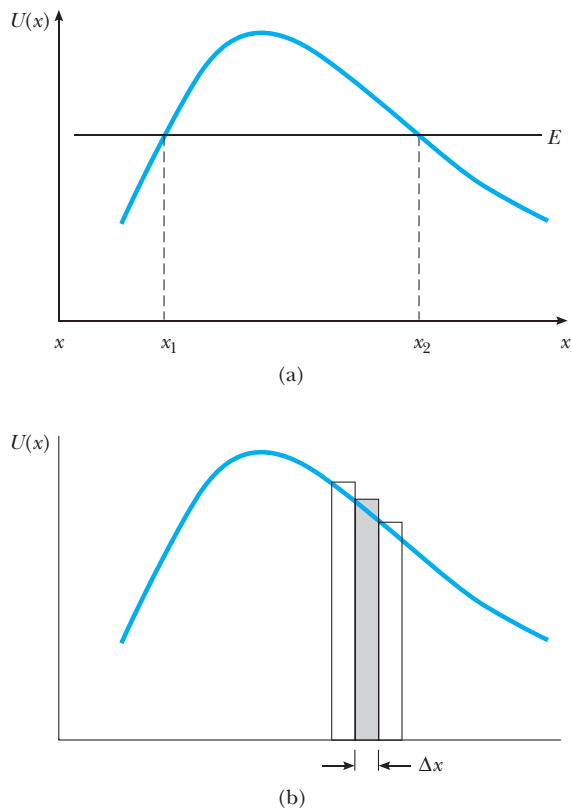 U(x)
E
x x₁ x₂ x
(a)
U(x)
Δx
(b)